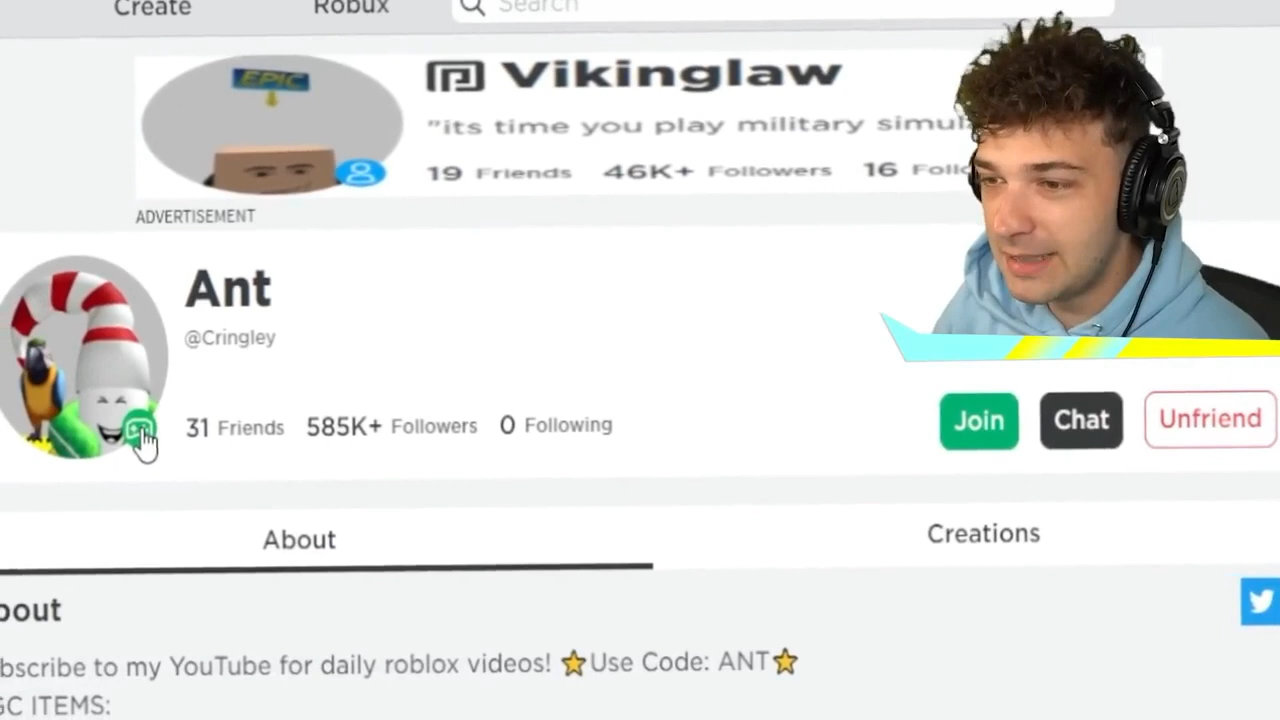 Create Robux Search
EPIC
Vikinglaw
"its time you play military simul
19 Friends 46K+ Followers 16 Follo
ADVERTISEMENT
Ant
@Cringley
31 Friends 585K+ Followers 0 Following
Join Chat Unfriend
About Creations
bout
bscribe to my YouTube for daily roblox videos! ⭐Use Code: ANT⭐
GC ITEMS: